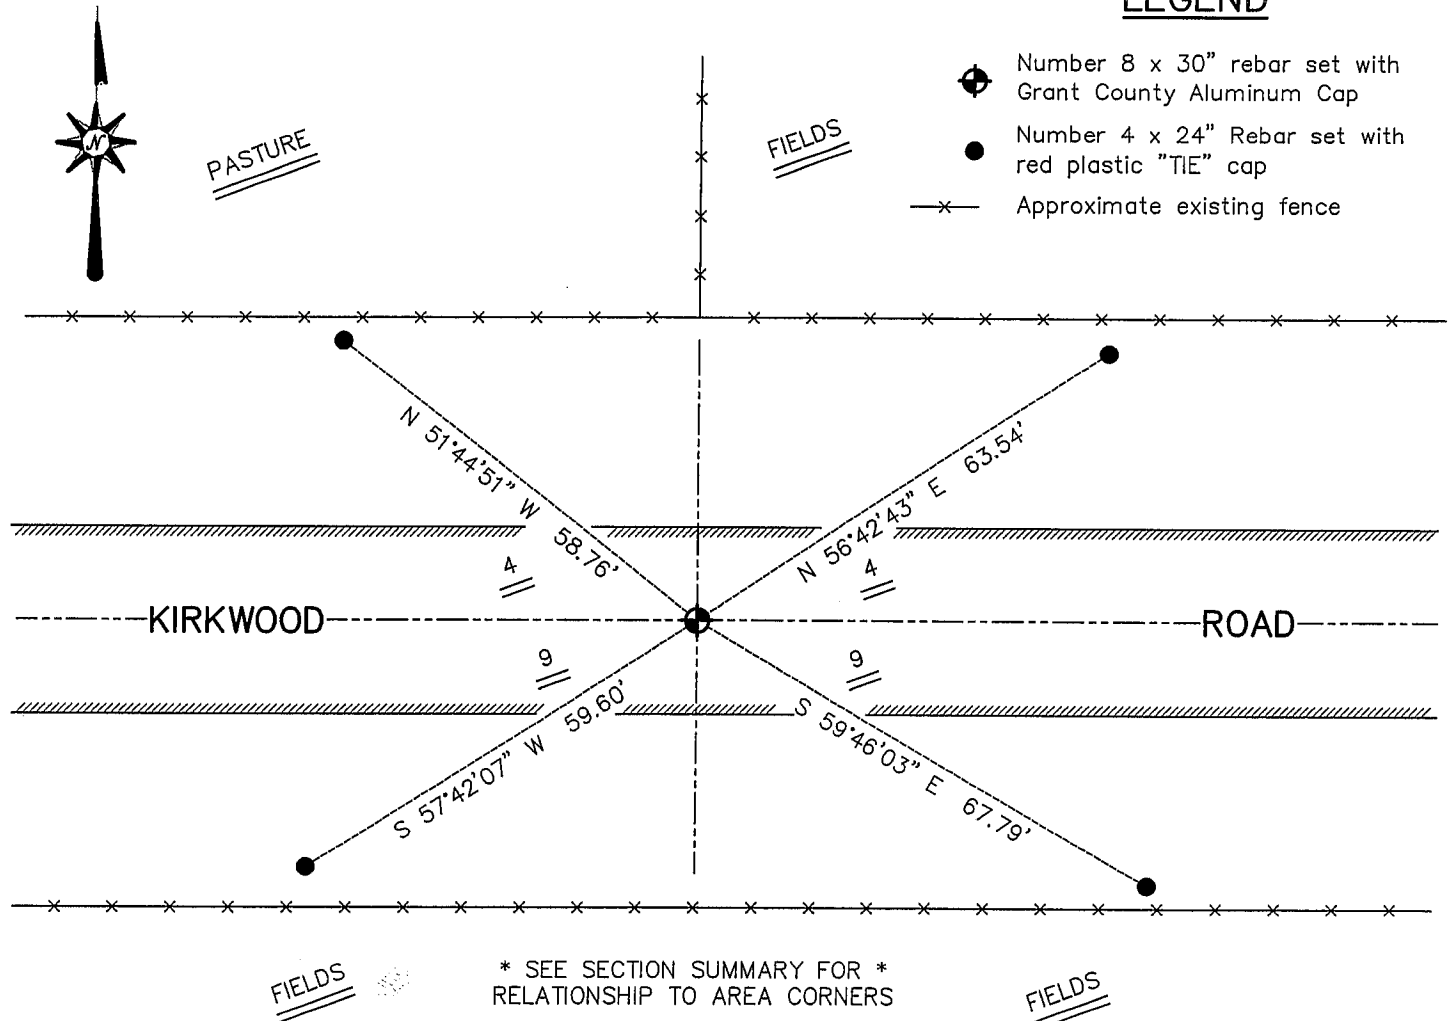 LEGEND
Number 8 x 30" rebar set with
Grant County Aluminum Cap
Number 4 x 24" Rebar set with
red plastic "TIE" cap
Approximate existing fence
N
PASTURE
FIELDS
N 51°44'51" W 58.76'
N 56°42'43" E 63.54'
4
4
KIRKWOOD
ROAD
9
9
S 57°42'07" W 59.60'
S 59°46'03" E 67.79'
FIELDS
* SEE SECTION SUMMARY FOR *
RELATIONSHIP TO AREA CORNERS
FIELDS